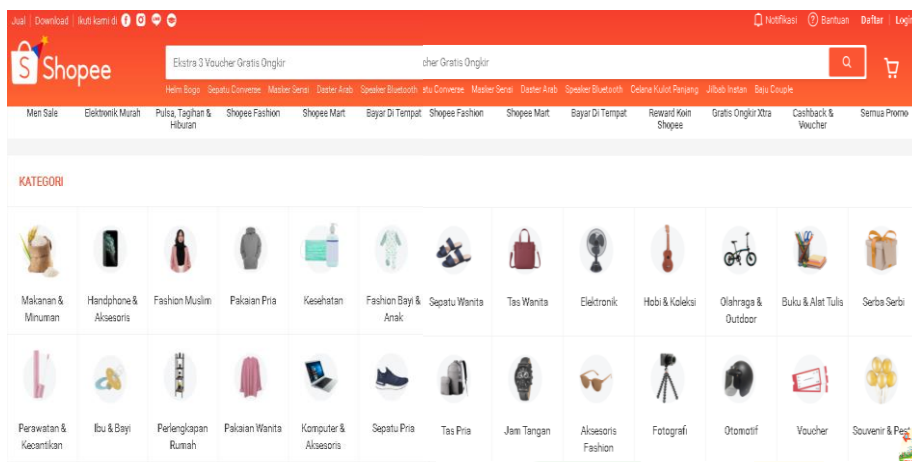 Jual | Download | Ikuti kami di
Notifikasi Bantuan Daftar | Login
Shopee
Ekstra 3 Voucher Gratis Ongkir cher Gratis Ongkir
Helm Bogo Sepatu Converse Masker Sensi Daster Arab Speaker Bluetooth atu Converse Masker Sensi Daster Arab Speaker Bluetooth Celana Kulot Panjang Jilbab Instan Baju Couple
Men Sale
Elektronik Murah
Pulsa, Tagihan &
Hiburan
Shopee Fashion
Shopee Mart
Bayar Di Tempat
Shopee Fashion
Shopee Mart
Bayar Di Tempat
Reward Koin
Shopee
Gratis Ongkir Xtra
Cashback &
Voucher
Semua Promo
KATEGORI
Makanan &
Minuman
Handphone &
Aksesoris
Fashion Muslim
Pakaian Pria
Kesehatan
Fashion Bayi &
Anak
Sepatu Wanita
Tas Wanita
Elektronik
Hobi & Koleksi
Olahraga &
Outdoor
Buku & Alat Tulis
Serba Serbi
Perawatan &
Kecantikan
Ibu & Bayi
Perlengkapan
Rumah
Pakaian Wanita
Komputer &
Aksesoris
Sepatu Pria
Tas Pria
Jam Tangan
Aksesoris
Fashion
Fotografi
Otomotif
Voucher
Souvenir & Pes